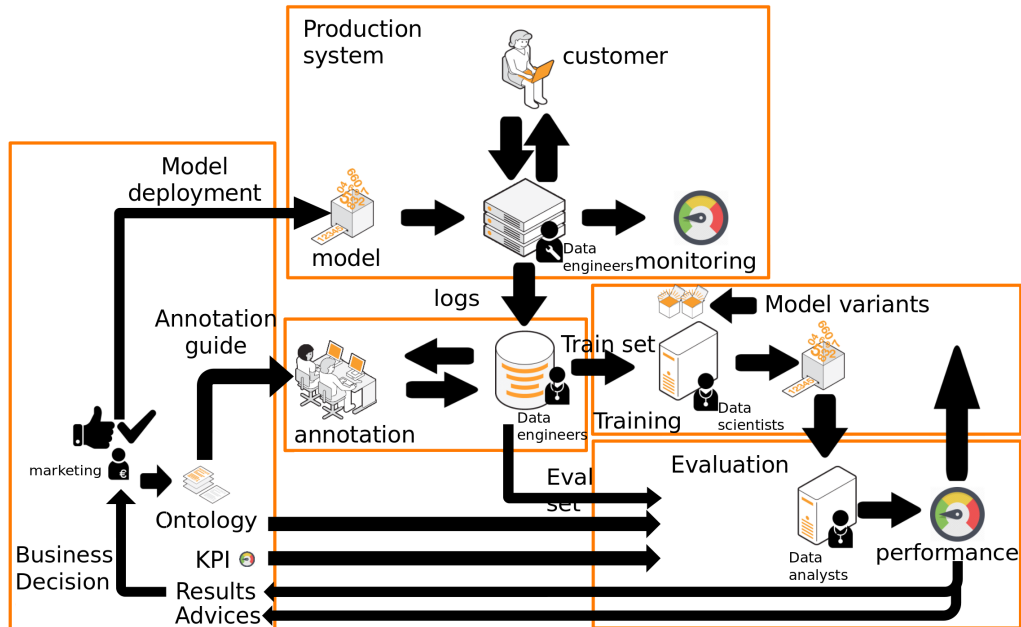 Production
system
customer
Model
deployment
model
Data
engineers
monitoring
logs
Annotation
guide
Train set
Model variants
annotation
Data
engineers
Training
Data
scientists
marketing
€
Eval
set
Evaluation
Ontology
KPI
Data
analysts
performance
Business
Decision
Results
Advices